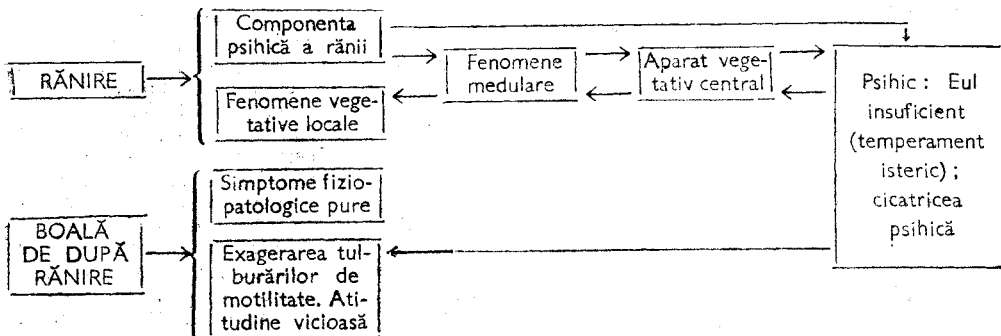 Componenta
psihică a rănii
RĂNIRE
Fenomene vege-
tative locale
Fenomene
medulare
Aparat vege-
tativ central
Psihic : Eul
insuficient
(temperament
isteric) ;
cicatricea
psihică
Simptome fizio-
patologice pure
BOALĂ
DE DUPĂ
RĂNIRE
Exagerarea tul-
burărilor de
motilitate. Ati-
tudine vicioasă